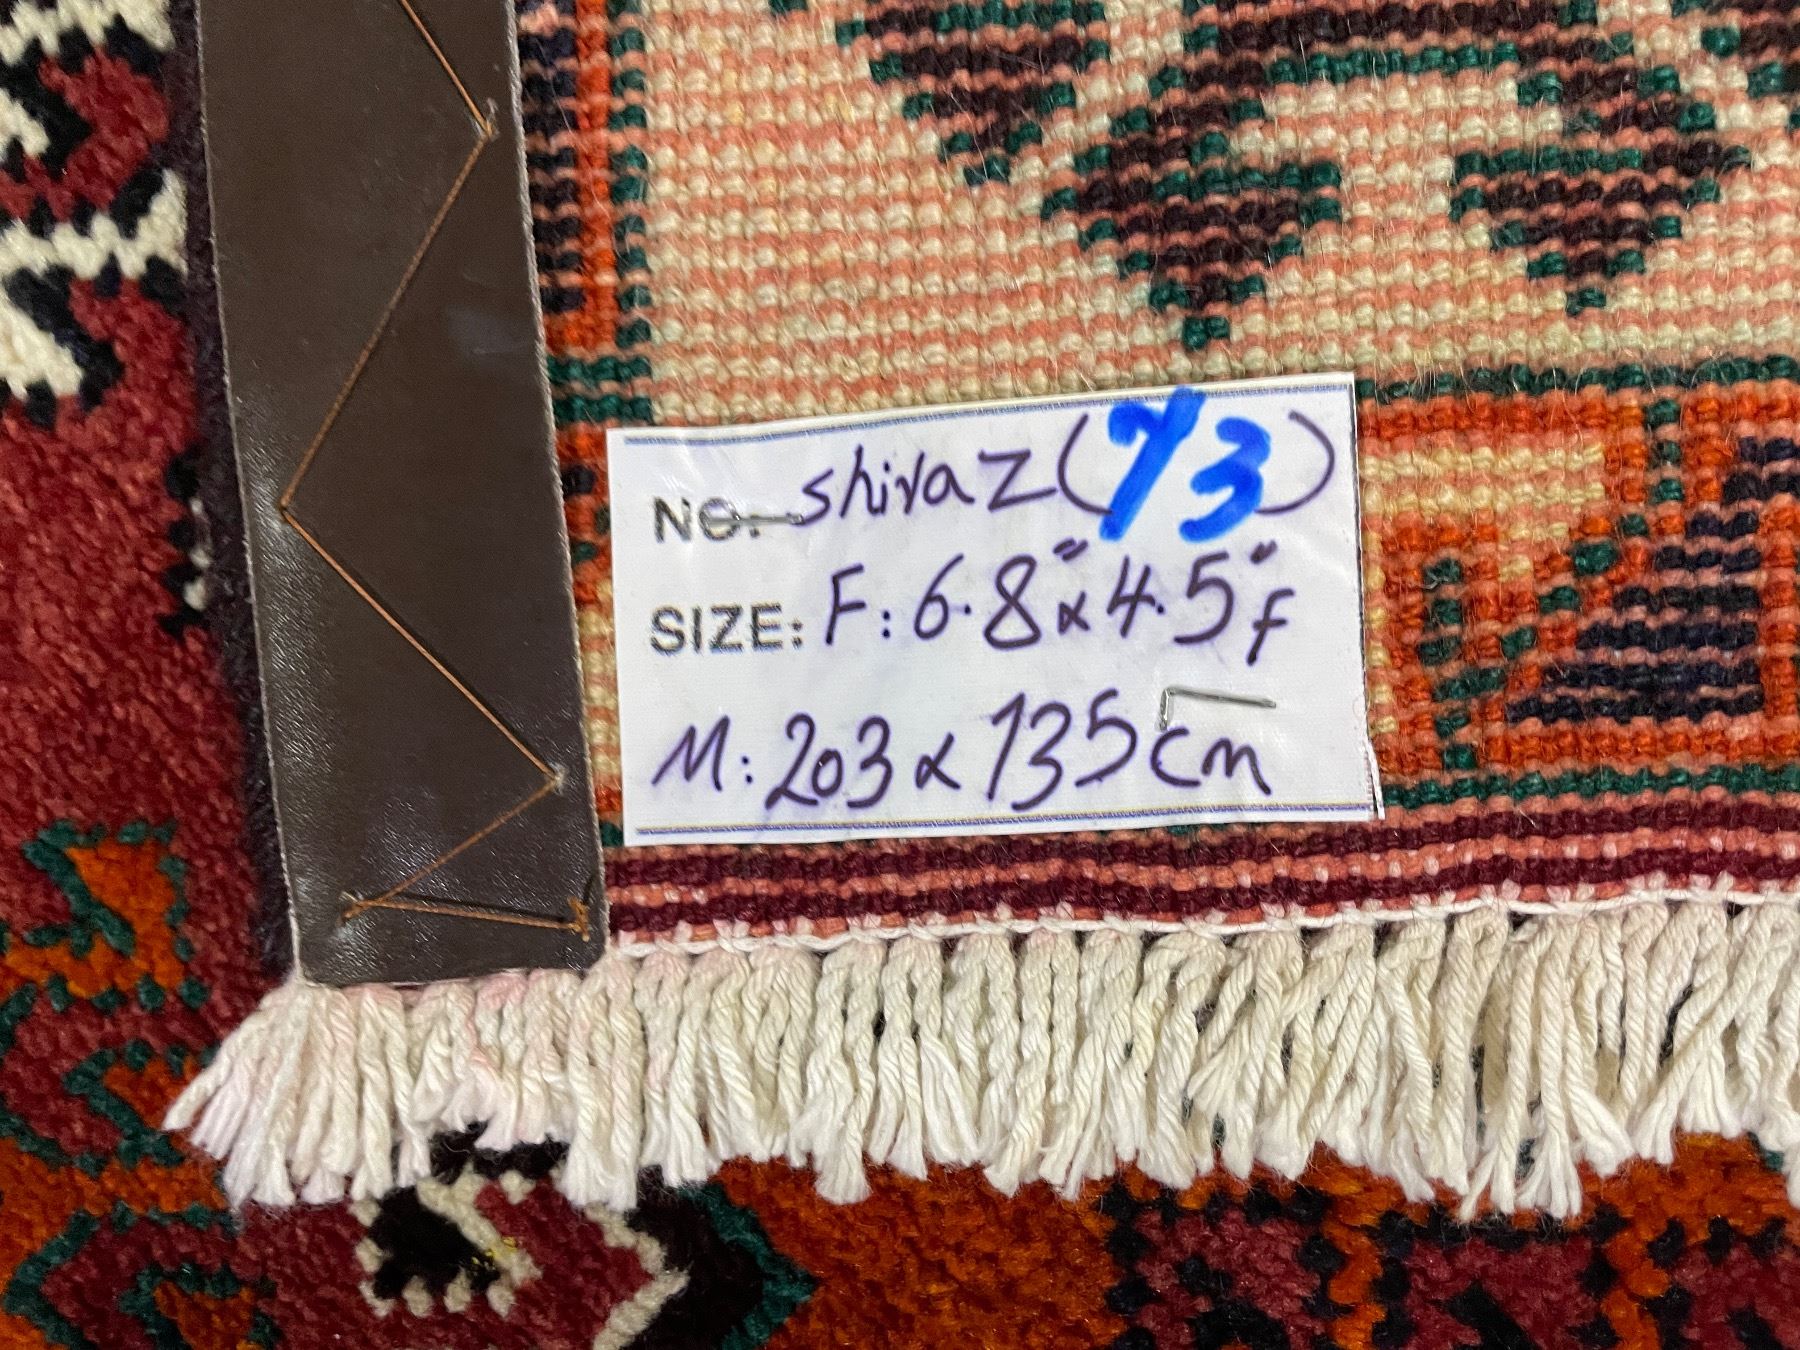 NO: shiraz (73)
SIZE: F: 6.8" x 4.5" f
M: 203 x 135 cm